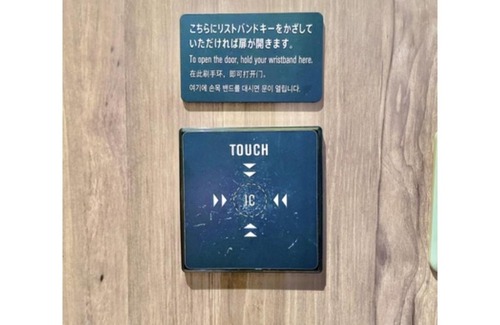 こちらにリストバンドキーをかざして
いただければ扉が開きます。
To open the door, hold your wristband here.
在此刷手环，即可打开门。
여기에 손목 밴드를 대시면 문이 열립니다.
TOUCH
IC